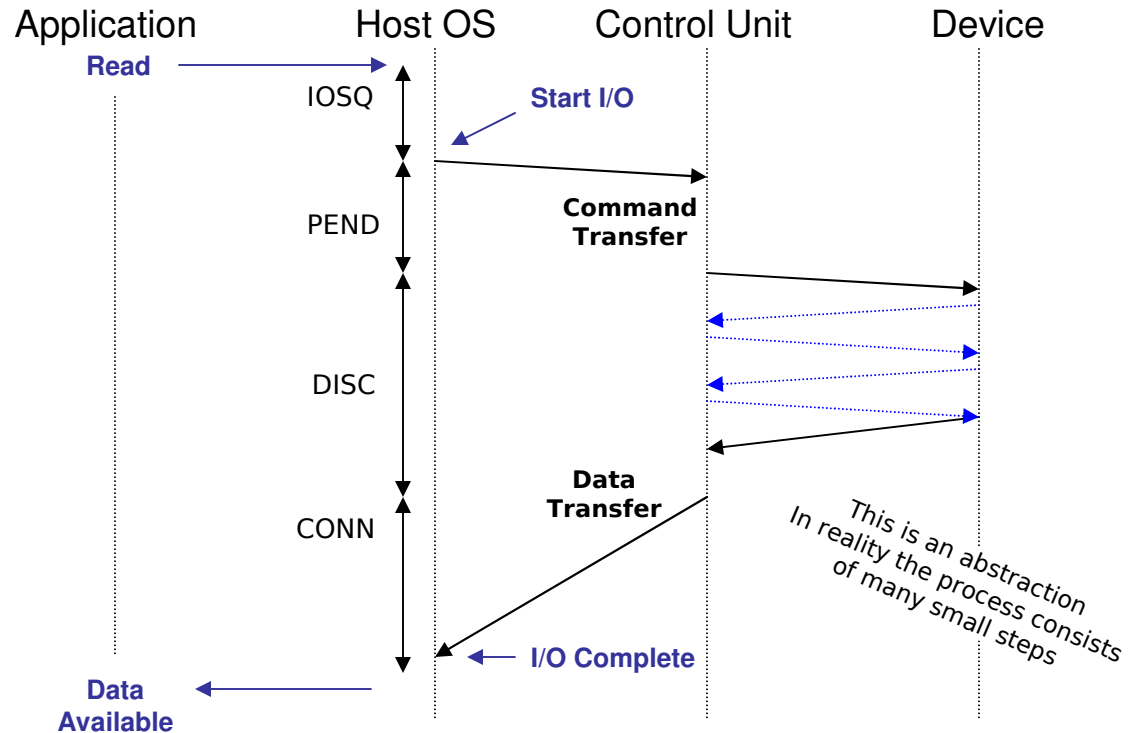 Application
Host OS
Control Unit
Device
Read
IOSQ
Start I/O
PEND
Command
Transfer
DISC
Data
Transfer
CONN
This is an abstraction
In reality the process consists
of many small steps
I/O Complete
Data
Available